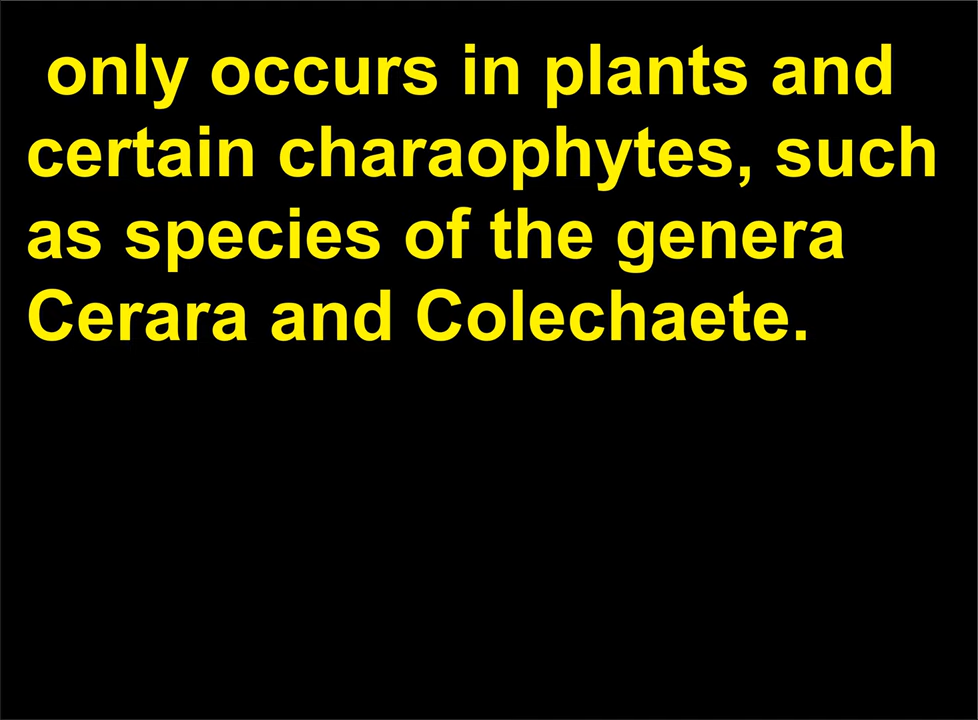 only occurs in plants and
certain charaophytes, such
as species of the genera
Cerara and Colechaete.